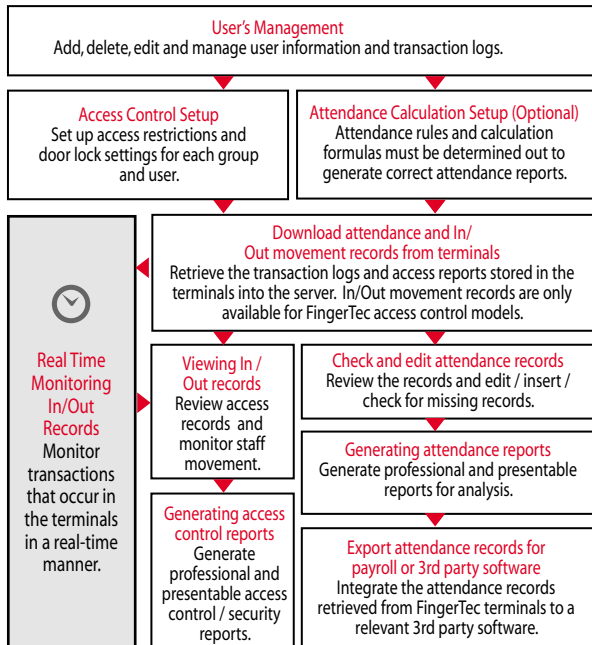 User's Management
Add, delete, edit and manage user information and transaction logs.
Access Control Setup
Set up access restrictions and
door lock settings for each group
and user.
Attendance Calculation Setup (Optional)
Attendance rules and calculation
formulas must be determined out to
generate correct attendance reports.
Download attendance and In/
Out movement records from terminals
Retrieve the transaction logs and access reports stored in the
terminals into the server. In/Out movement records are only
available for FingerTec access control models.
Real Time
Monitoring
In/Out
Records
Monitor
transactions
that occur in
the terminals
in a real-time
manner.
Viewing In /
Out records
Review access
records and
monitor staff
movement.
Check and edit attendance records
Review the records and edit / insert /
check for missing records.
Generating attendance reports
Generate professional and presentable
reports for analysis.
Generating access
control reports
Generate
professional and
presentable access
control / security
reports.
Export attendance records for
payroll or 3rd party software
Integrate the attendance records
retrieved from FingerTec terminals to a
relevant 3rd party software.